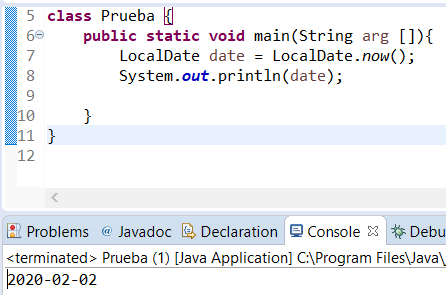 5 class Prueba {
6 public static void main(String arg []){
7 LocalDate date = LocalDate.now();
8 System.out.println(date);
9
10 }
11 }
12
Problems @ Javadoc Declaration Console Debu
<terminated> Prueba (1) [Java Application] C:\Program Files\Java\
2020-02-02